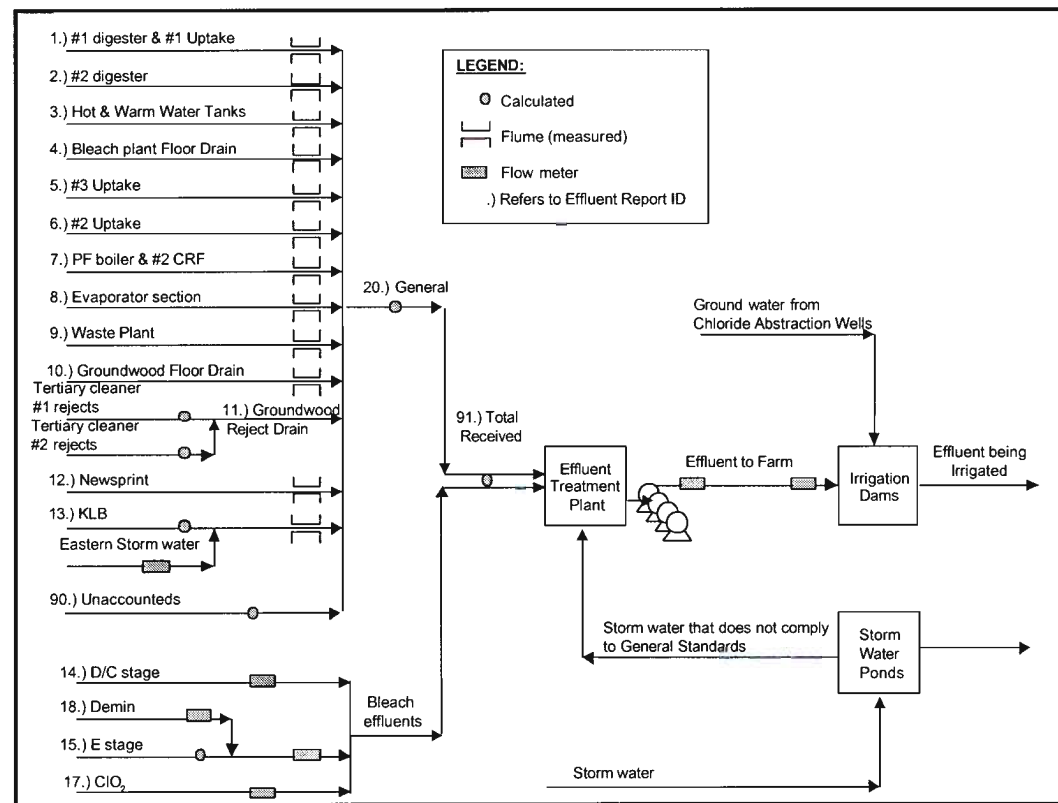 1.) #1 digester & #1 Uptake
2.) #2 digester
3.) Hot & Warm Water Tanks
4.) Bleach plant Floor Drain
5.) #3 Uptake
6.) #2 Uptake
7.) PF boiler & #2 CRF
8.) Evaporator section
9.) Waste Plant
10.) Groundwood Floor Drain
Tertiary cleaner
#1 rejects
Tertiary cleaner
#2 rejects
11.) Groundwood
Reject Drain
12.) Newsprint
13.) KLB
Eastern Storm water
90.) Unaccounteds
14.) D/C stage
18.) Demin
15.) E stage
17.) ClO₂
Bleach
effluents
20.) General
91.) Total
Received
LEGEND:
Calculated
Flume (measured)
Flow meter
.) Refers to Effluent Report ID
Ground water from
Chloride Abstraction Wells
Effluent
Treatment
Plant
Effluent to Farm
Irrigation
Dams
Effluent being
Irrigated
Storm water that does not comply
to General Standards
Storm
Water
Ponds
Storm water